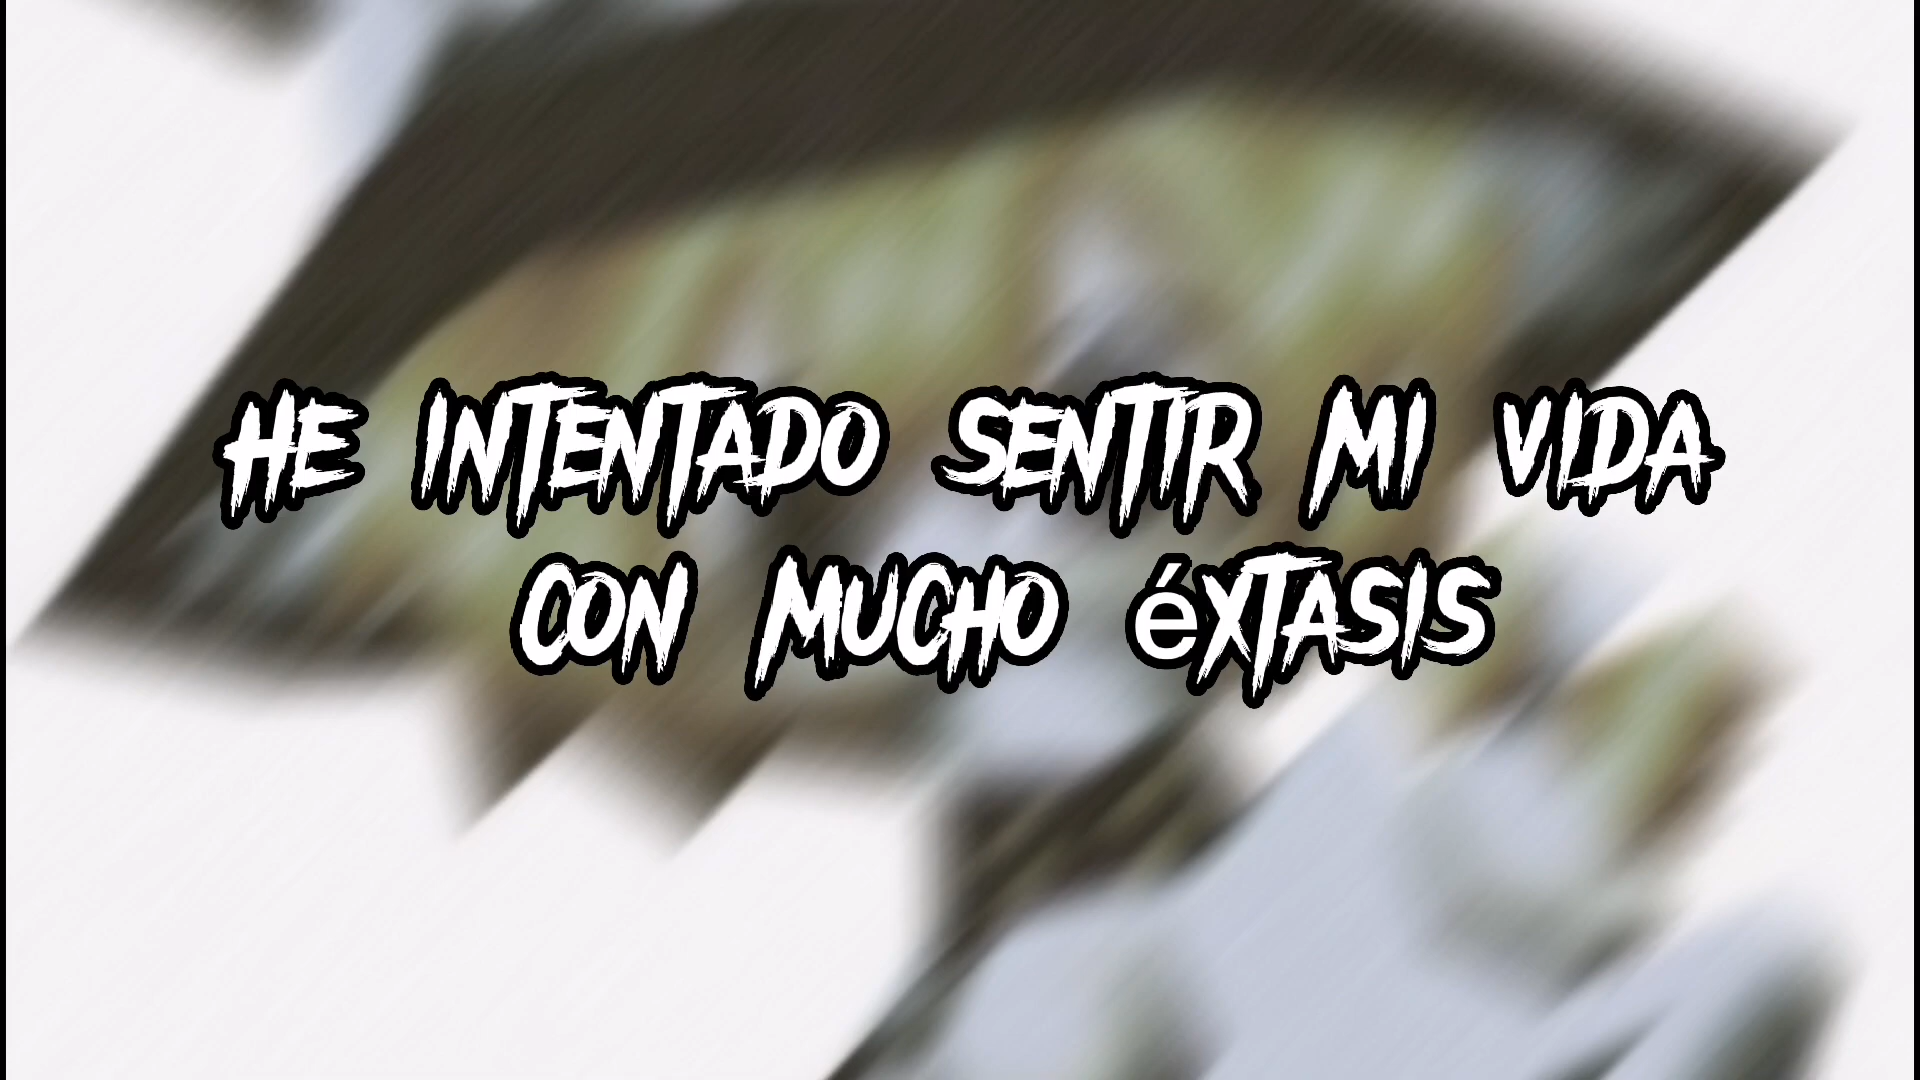 HE INTENTADO SENTIR MI VIDA
CON MUCHO éXTASIS